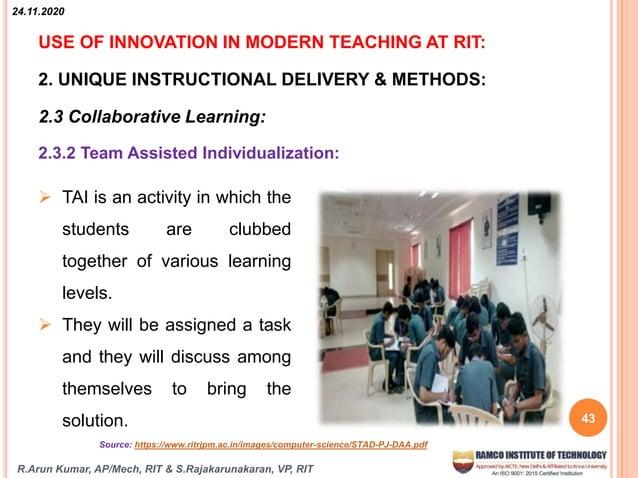 24.11.2020
USE OF INNOVATION IN MODERN TEACHING AT RIT:
2. UNIQUE INSTRUCTIONAL DELIVERY & METHODS:
2.3 Collaborative Learning:
2.3.2 Team Assisted Individualization:
➢ TAI is an activity in which the
students are clubbed
together of various learning
levels.
➢ They will be assigned a task
and they will discuss among
themselves to bring the
solution.
43
Source: https://www.ritrjpm.ac.in/images/computer-science/STAD-PJ-DAA.pdf
R.Arun Kumar, AP/Mech, RIT & S.Rajakarunakaran, VP, RIT
RAMCO INSTITUTE OF TECHNOLOGY
Approved by AICTE, New Delhi & Affiliated to Anna University
An ISO 9001: 2015 Certified Institution